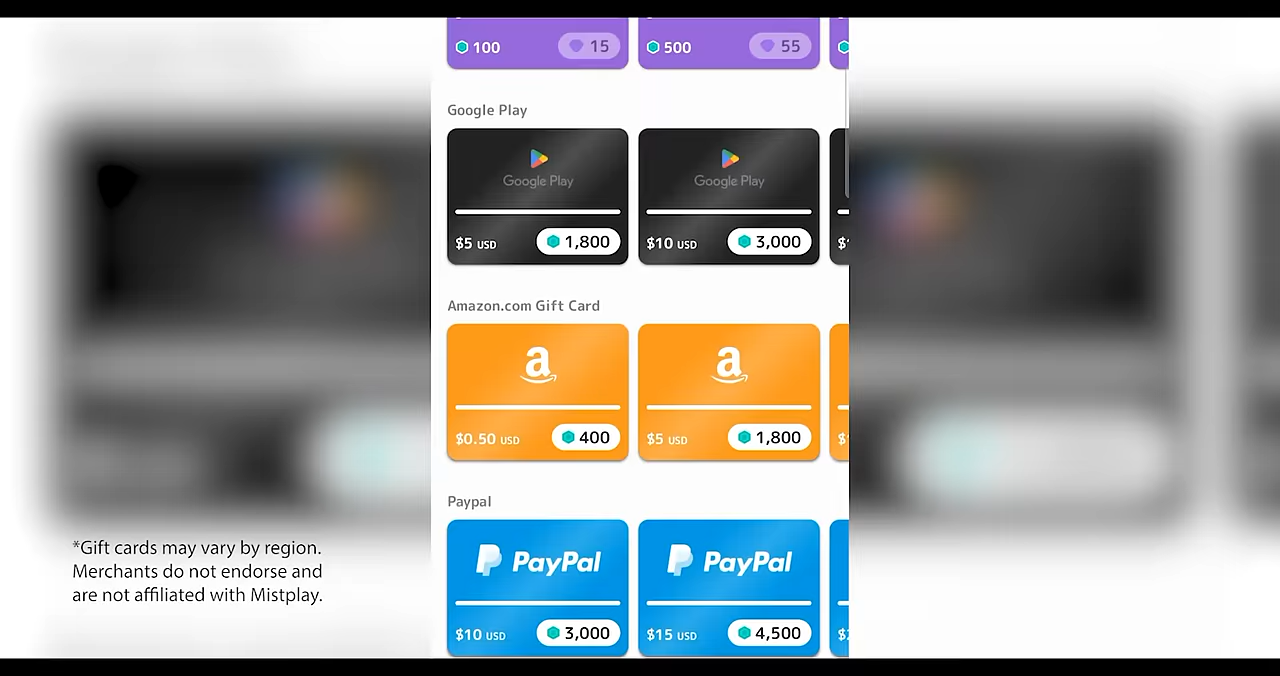 100 15 500 55
Google Play
Google Play Google Play
$5 USD 1,800 $10 USD 3,000
Amazon.com Gift Card
a a
$0.50 USD 400 $5 USD 1,800
Paypal
PayPal PayPal
$10 USD 3,000 $15 USD 4,500
*Gift cards may vary by region.
Merchants do not endorse and
are not affiliated with Mistplay.